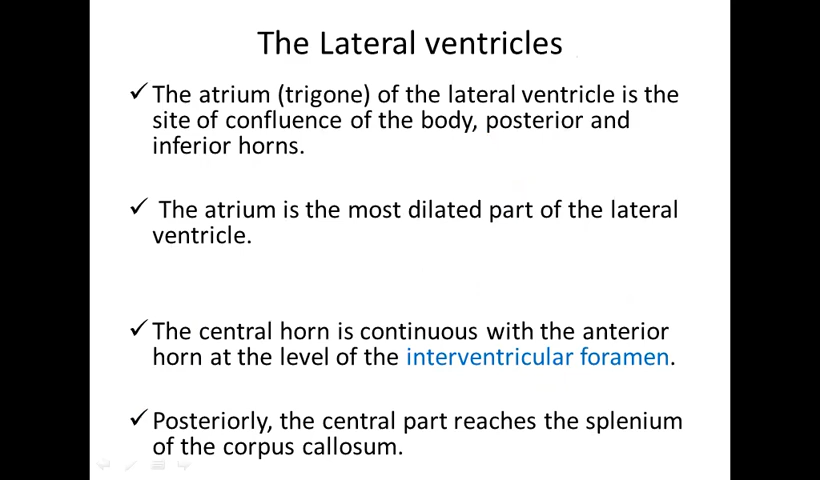 The Lateral ventricles
✓ The atrium (trigone) of the lateral ventricle is the
site of confluence of the body, posterior and
inferior horns.
✓ The atrium is the most dilated part of the lateral
ventricle.
✓ The central horn is continuous with the anterior
horn at the level of the interventricular foramen.
✓ Posteriorly, the central part reaches the splenium
of the corpus callosum.